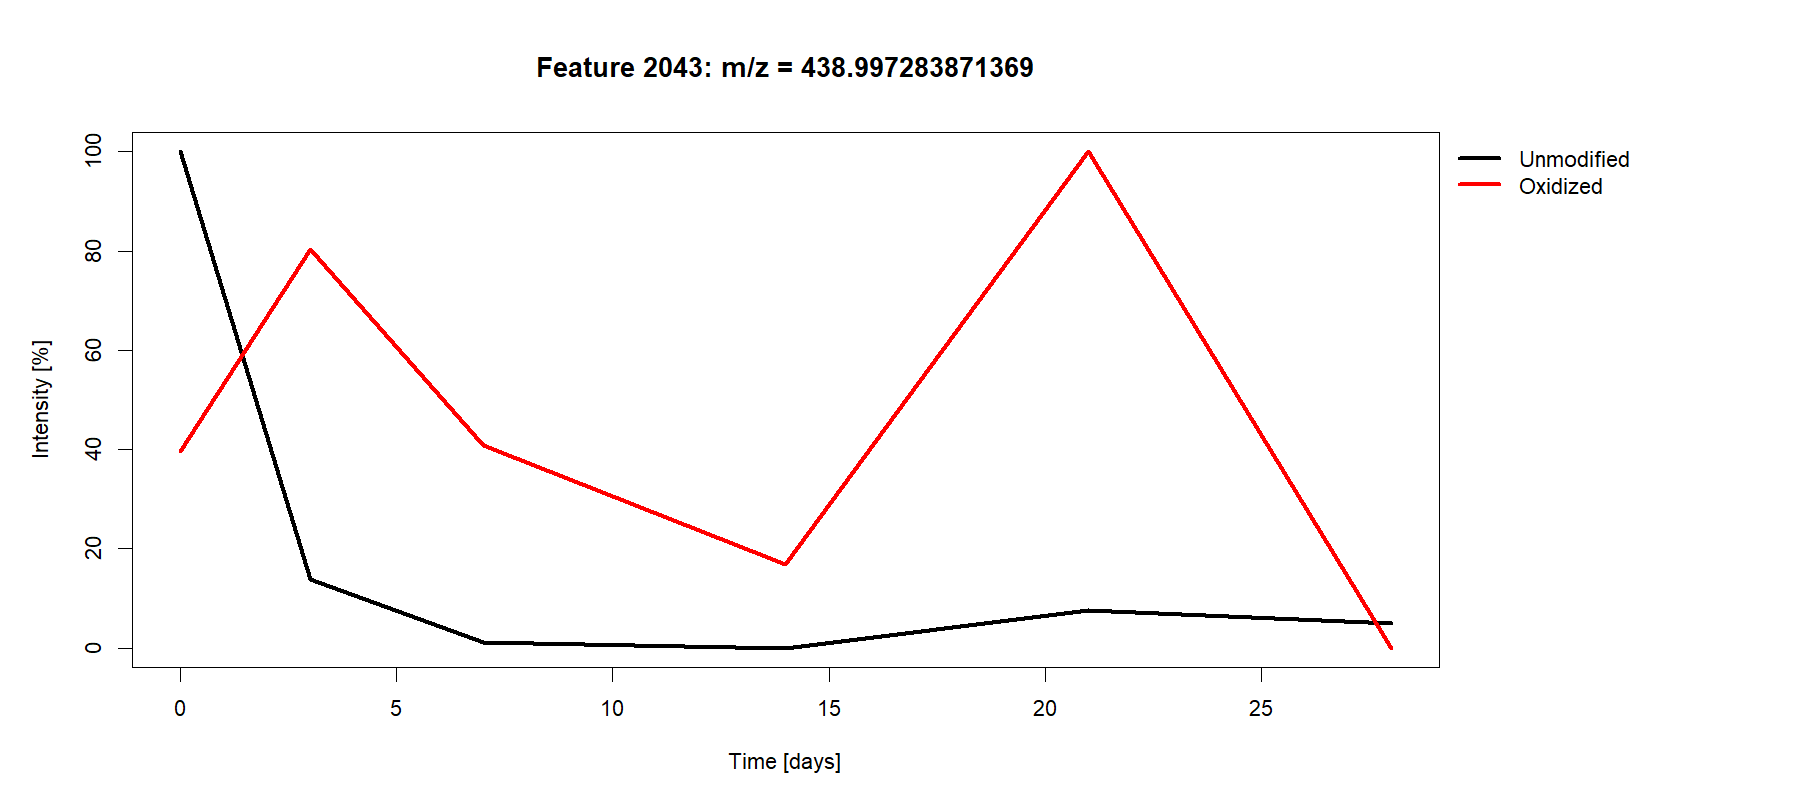 Feature 2043: m/z = 438.997283871369
Unmodified
Oxidized
Intensity [%]
100
80
60
40
20
0
0 5 10 15 20 25
Time [days]